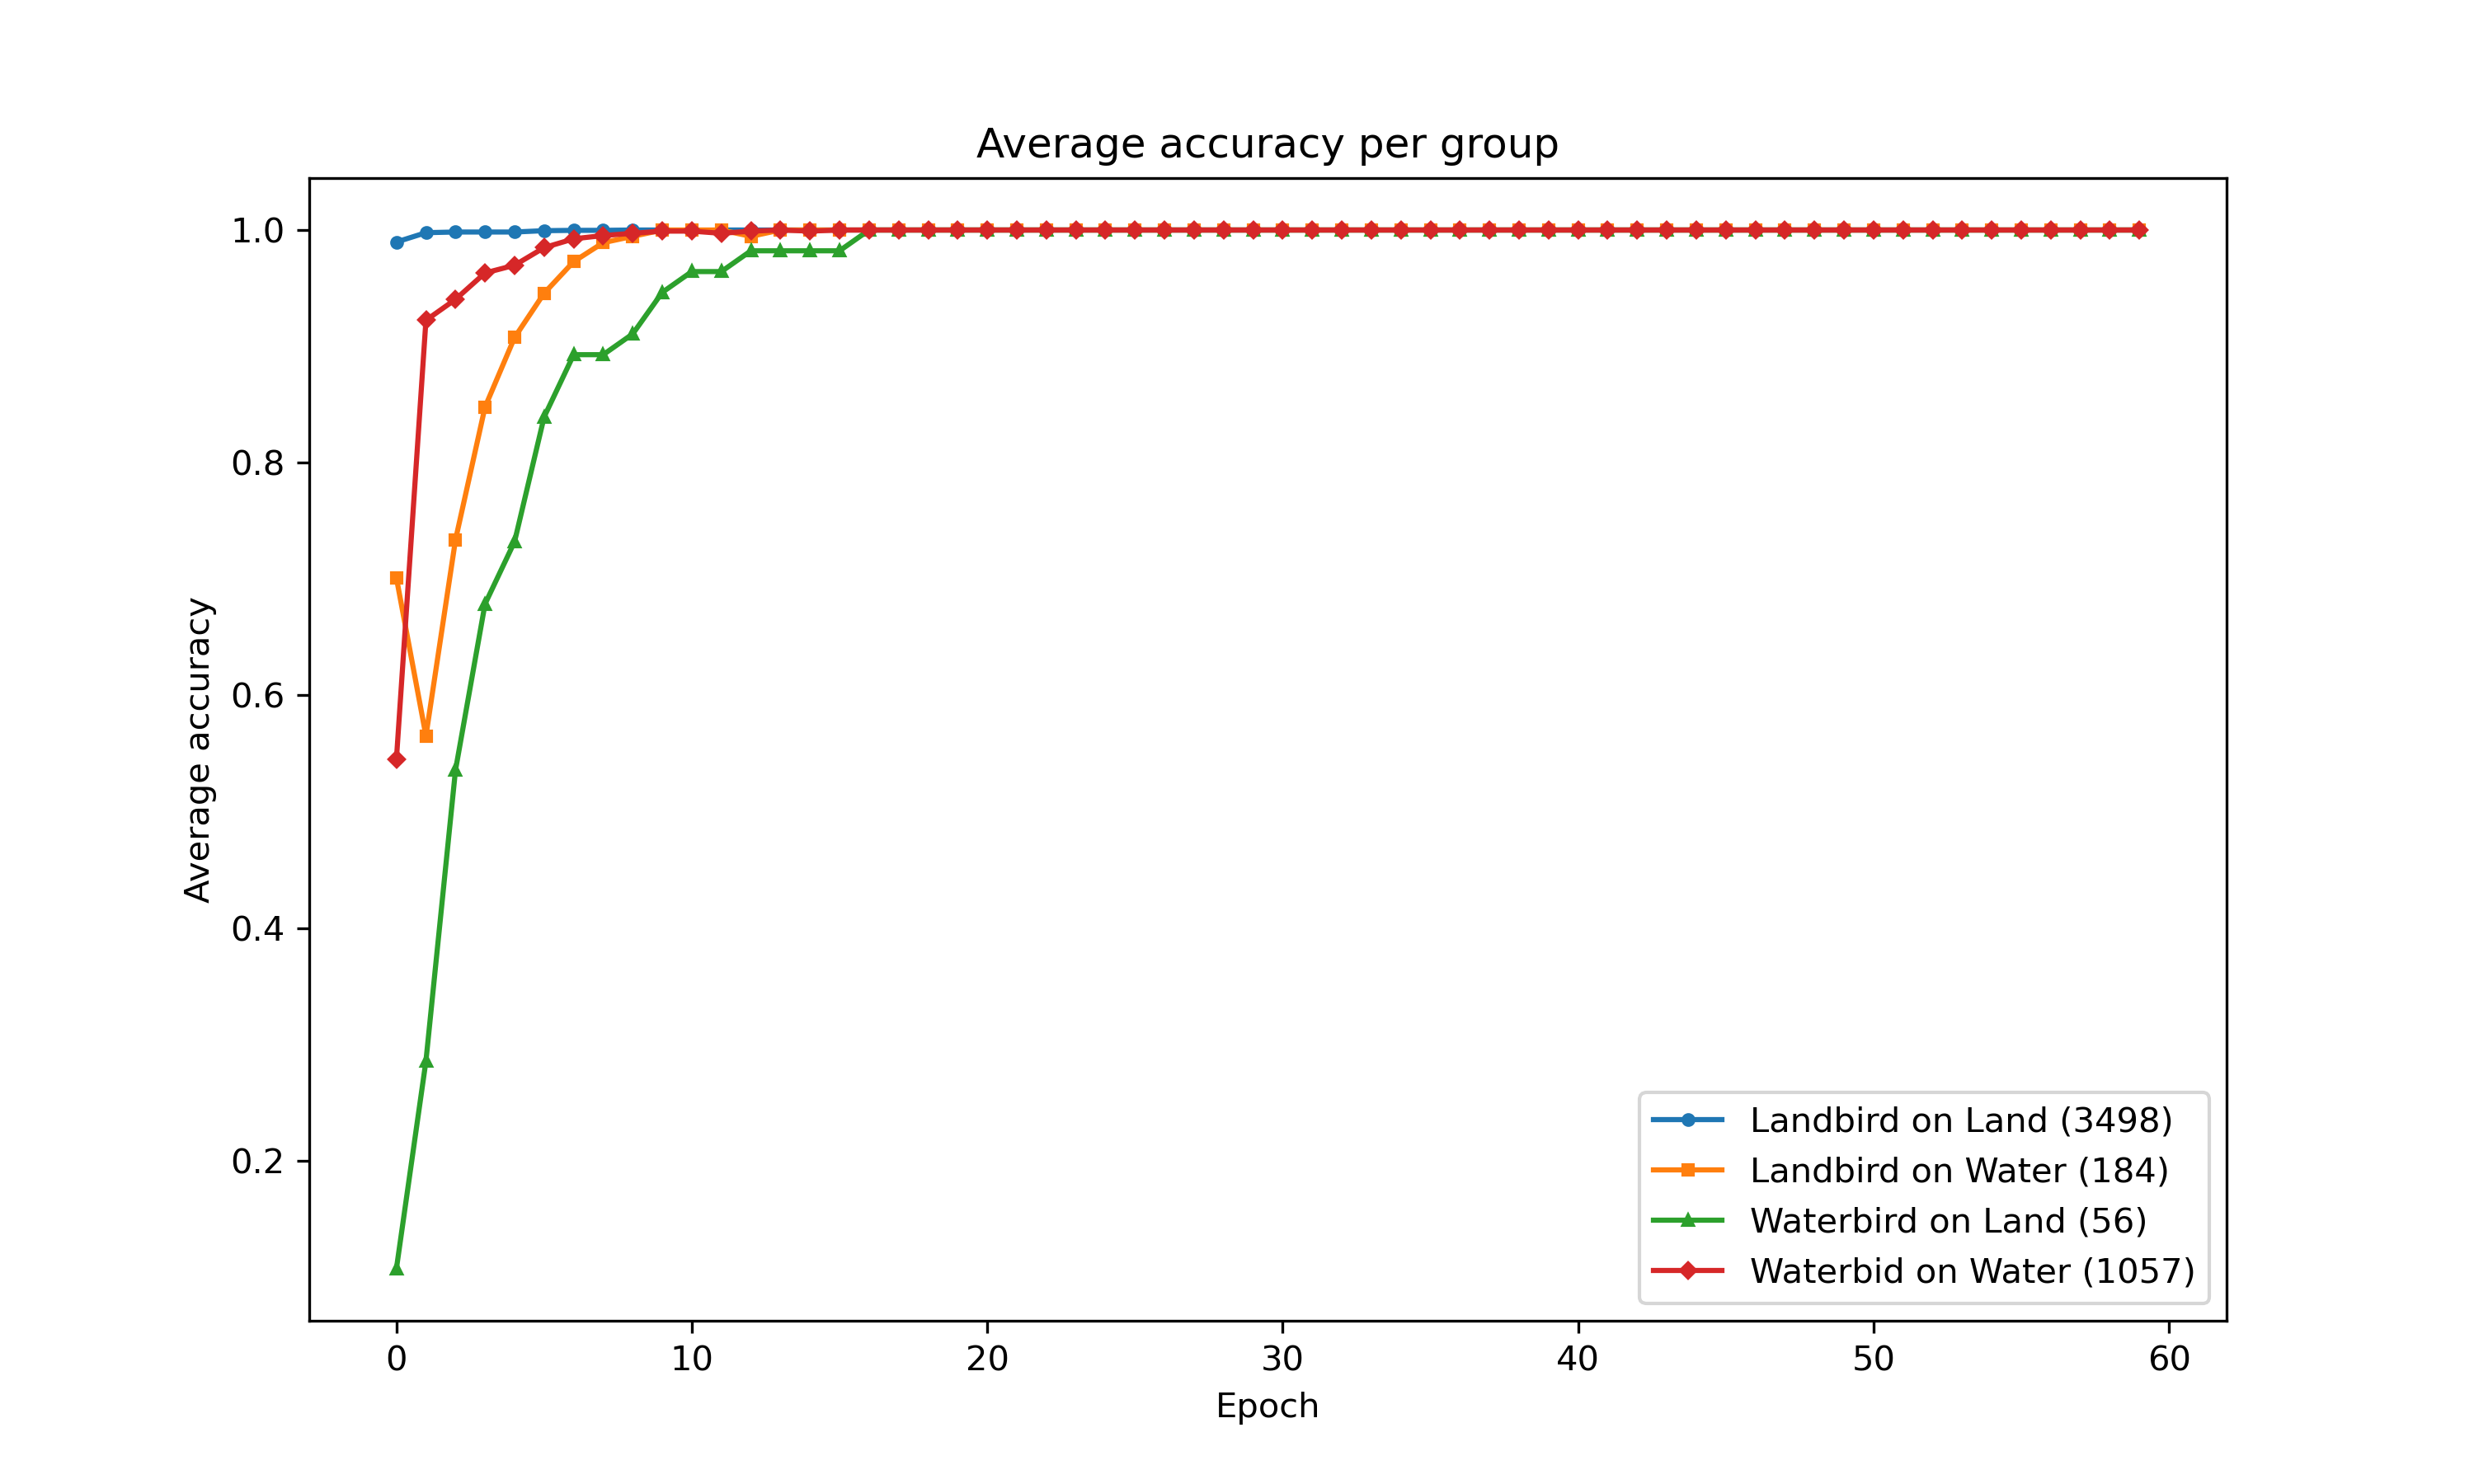 Average accuracy per group
Average accuracy
1.0
0.8
0.6
0.4
0.2
0 10 20 30 40 50 60
Epoch
Landbird on Land (3498)
Landbird on Water (184)
Waterbird on Land (56)
Waterbid on Water (1057)